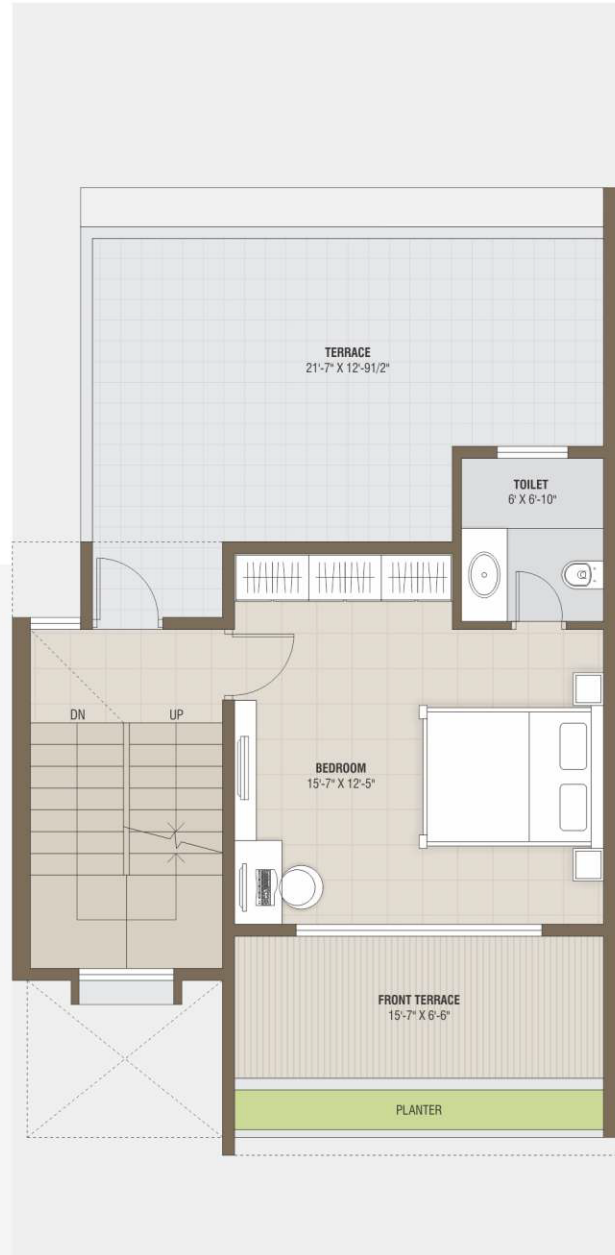 TERRACE
21'-7" X 12'-91/2"
TOILET
6' X 6'-10"
DN
UP
BEDROOM
15'-7" X 12'-5"
FRONT TERRACE
15'-7" X 6'-6"
PLANTER